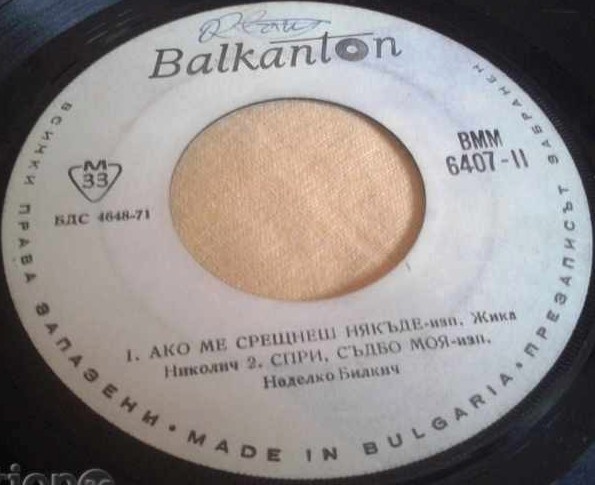 Balkanton
ВММ
6407-II
М
33
БДС 4648-71
1. АКО МЕ СРЕЩНЕШ НЯКЪДЕ-изп. Жика
Николич 2. СПРИ, СЪДБО МОЯ-изп.
Неделко Билкич
ВСИЧКИ ПРАВА ЗАПАЗЕНИ • MADE IN BULGARIA • ПРЕЗАПИСЪТ ЗАБРАНЕН